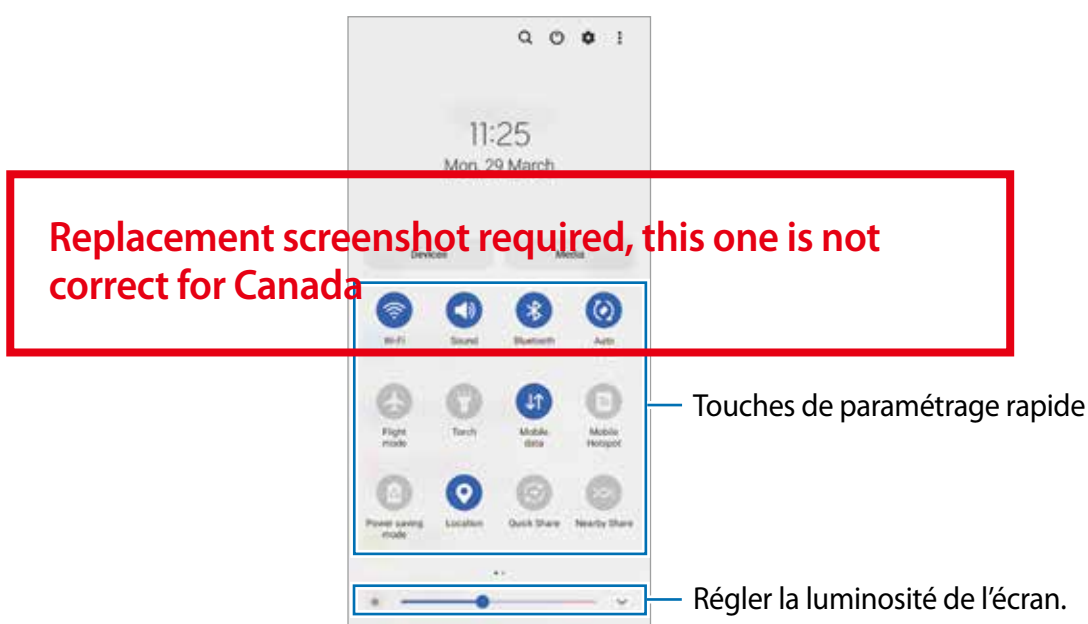 11:25
Mon, 29 March
Replacement screenshot required, this one is not
correct for Canada
Devices Media
Wi-Fi Sound Bluetooth Auto
Touches de paramétrage rapide
Flight mode Torch Mobile data Mobile Hotspot
Power saving mode Location Quick Share Nearby Share
Régler la luminosité de l’écran.